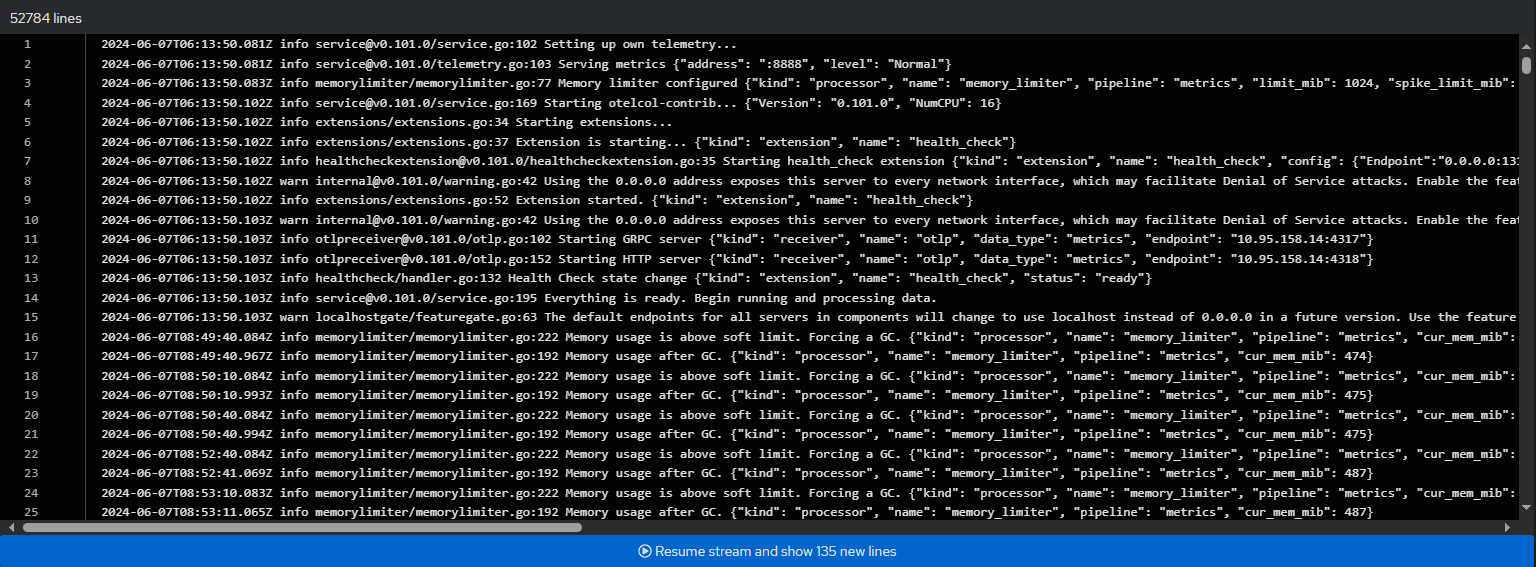 52784 lines
1 2024-06-07T06:13:50.081Z info service@v0.101.0/service.go:102 Setting up own telemetry...
2 2024-06-07T06:13:50.081Z info service@v0.101.0/telemetry.go:103 Serving metrics {"address": ":8888", "level": "Normal"}
3 2024-06-07T06:13:50.083Z info memorylimiter/memorylimiter.go:77 Memory limiter configured {"kind": "processor", "name": "memory_limiter", "pipeline": "metrics", "limit_mib": 1024, "spike_limit_mib":
4 2024-06-07T06:13:50.102Z info service@v0.101.0/service.go:169 Starting otelcol-contrib... {"Version": "0.101.0", "NumCPU": 16}
5 2024-06-07T06:13:50.102Z info extensions/extensions.go:34 Starting extensions...
6 2024-06-07T06:13:50.102Z info extensions/extensions.go:37 Extension is starting... {"kind": "extension", "name": "health_check"}
7 2024-06-07T06:13:50.102Z info healthcheckextension@v0.101.0/healthcheckextension.go:35 Starting health_check extension {"kind": "extension", "name": "health_check", "config": {"Endpoint":"0.0.0.0:131
8 2024-06-07T06:13:50.102Z warn internal@v0.101.0/warning.go:42 Using the 0.0.0.0 address exposes this server to every network interface, which may facilitate Denial of Service attacks. Enable the feat
9 2024-06-07T06:13:50.102Z info extensions/extensions.go:52 Extension started. {"kind": "extension", "name": "health_check"}
10 2024-06-07T06:13:50.103Z warn internal@v0.101.0/warning.go:42 Using the 0.0.0.0 address exposes this server to every network interface, which may facilitate Denial of Service attacks. Enable the feat
11 2024-06-07T06:13:50.103Z info otlpreceiver@v0.101.0/otlp.go:102 Starting GRPC server {"kind": "receiver", "name": "otlp", "data_type": "metrics", "endpoint": "10.95.158.14:4317"}
12 2024-06-07T06:13:50.103Z info otlpreceiver@v0.101.0/otlp.go:152 Starting HTTP server {"kind": "receiver", "name": "otlp", "data_type": "metrics", "endpoint": "10.95.158.14:4318"}
13 2024-06-07T06:13:50.103Z info healthcheck/handler.go:132 Health Check state change {"kind": "extension", "name": "health_check", "status": "ready"}
14 2024-06-07T06:13:50.103Z info service@v0.101.0/service.go:195 Everything is ready. Begin running and processing data.
15 2024-06-07T06:13:50.103Z warn localhostgate/featuregate.go:63 The default endpoints for all servers in components will change to use localhost instead of 0.0.0.0 in a future version. Use the feature
16 2024-06-07T08:49:40.084Z info memorylimiter/memorylimiter.go:222 Memory usage is above soft limit. Forcing a GC. {"kind": "processor", "name": "memory_limiter", "pipeline": "metrics", "cur_mem_mib":
17 2024-06-07T08:49:40.967Z info memorylimiter/memorylimiter.go:192 Memory usage after GC. {"kind": "processor", "name": "memory_limiter", "pipeline": "metrics", "cur_mem_mib": 474}
18 2024-06-07T08:50:10.084Z info memorylimiter/memorylimiter.go:222 Memory usage is above soft limit. Forcing a GC. {"kind": "processor", "name": "memory_limiter", "pipeline": "metrics", "cur_mem_mib":
19 2024-06-07T08:50:10.993Z info memorylimiter/memorylimiter.go:192 Memory usage after GC. {"kind": "processor", "name": "memory_limiter", "pipeline": "metrics", "cur_mem_mib": 475}
20 2024-06-07T08:50:40.084Z info memorylimiter/memorylimiter.go:222 Memory usage is above soft limit. Forcing a GC. {"kind": "processor", "name": "memory_limiter", "pipeline": "metrics", "cur_mem_mib":
21 2024-06-07T08:50:40.994Z info memorylimiter/memorylimiter.go:192 Memory usage after GC. {"kind": "processor", "name": "memory_limiter", "pipeline": "metrics", "cur_mem_mib": 475}
22 2024-06-07T08:52:40.084Z info memorylimiter/memorylimiter.go:222 Memory usage is above soft limit. Forcing a GC. {"kind": "processor", "name": "memory_limiter", "pipeline": "metrics", "cur_mem_mib":
23 2024-06-07T08:52:41.069Z info memorylimiter/memorylimiter.go:192 Memory usage after GC. {"kind": "processor", "name": "memory_limiter", "pipeline": "metrics", "cur_mem_mib": 487}
24 2024-06-07T08:53:10.083Z info memorylimiter/memorylimiter.go:222 Memory usage is above soft limit. Forcing a GC. {"kind": "processor", "name": "memory_limiter", "pipeline": "metrics", "cur_mem_mib":
25 2024-06-07T08:53:11.065Z info memorylimiter/memorylimiter.go:192 Memory usage after GC. {"kind": "processor", "name": "memory_limiter", "pipeline": "metrics", "cur_mem_mib": 487}
Resume stream and show 135 new lines